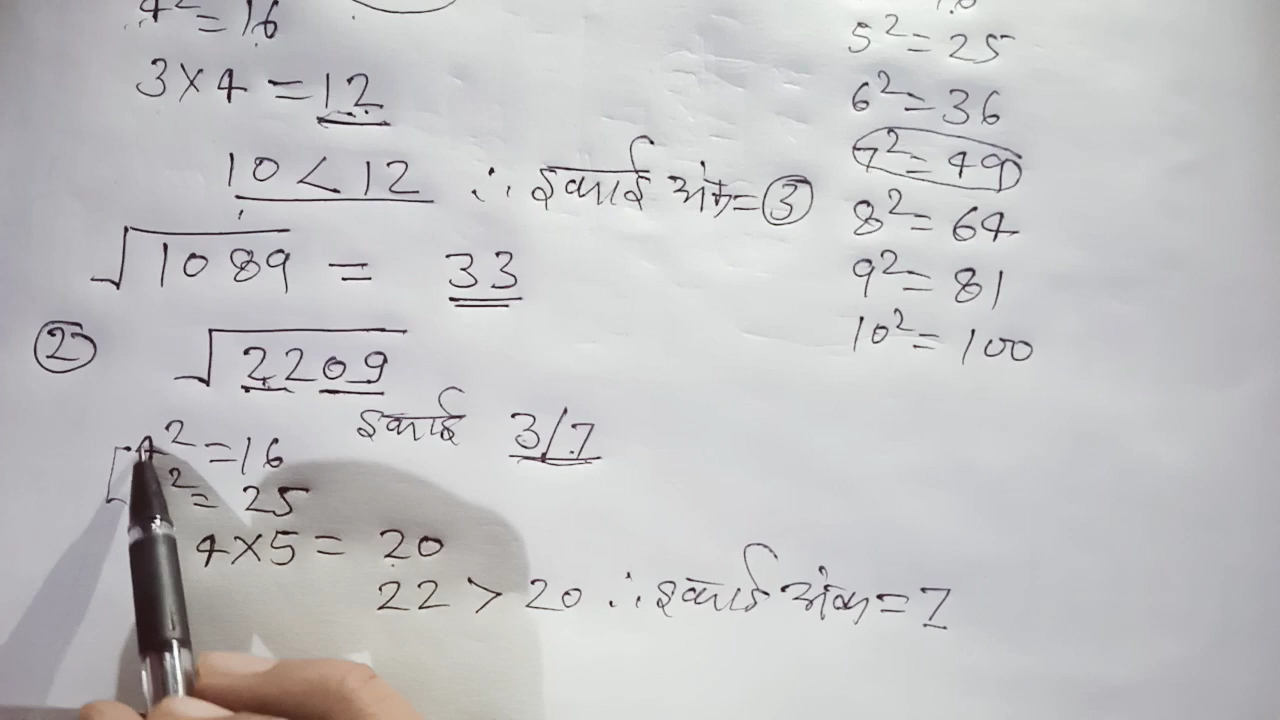 4² = 16
3 × 4 = 12
10 < 12 ∴ इकाई अंक = 3
√1089 = 33
2 √2209
इकाई 3/7
4² = 16
² = 25
4 × 5 = 20
22 > 20 ∴ इकाई अंक = 7
5² = 25
6² = 36
7² = 49
8² = 64
9² = 81
10² = 100